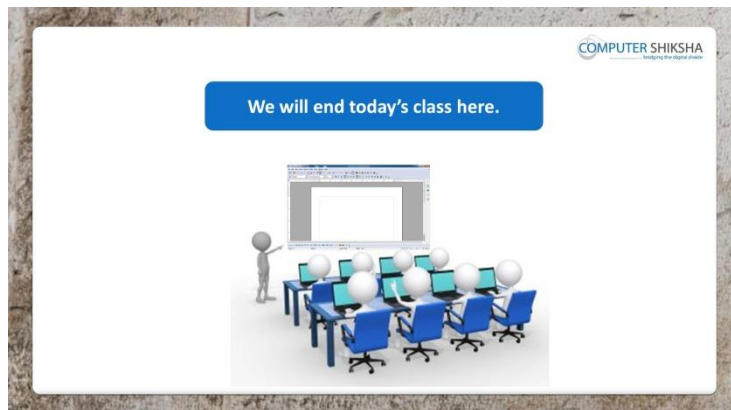 COMPUTER SHIKSHA
bridging the digital divide
We will end today's class here.